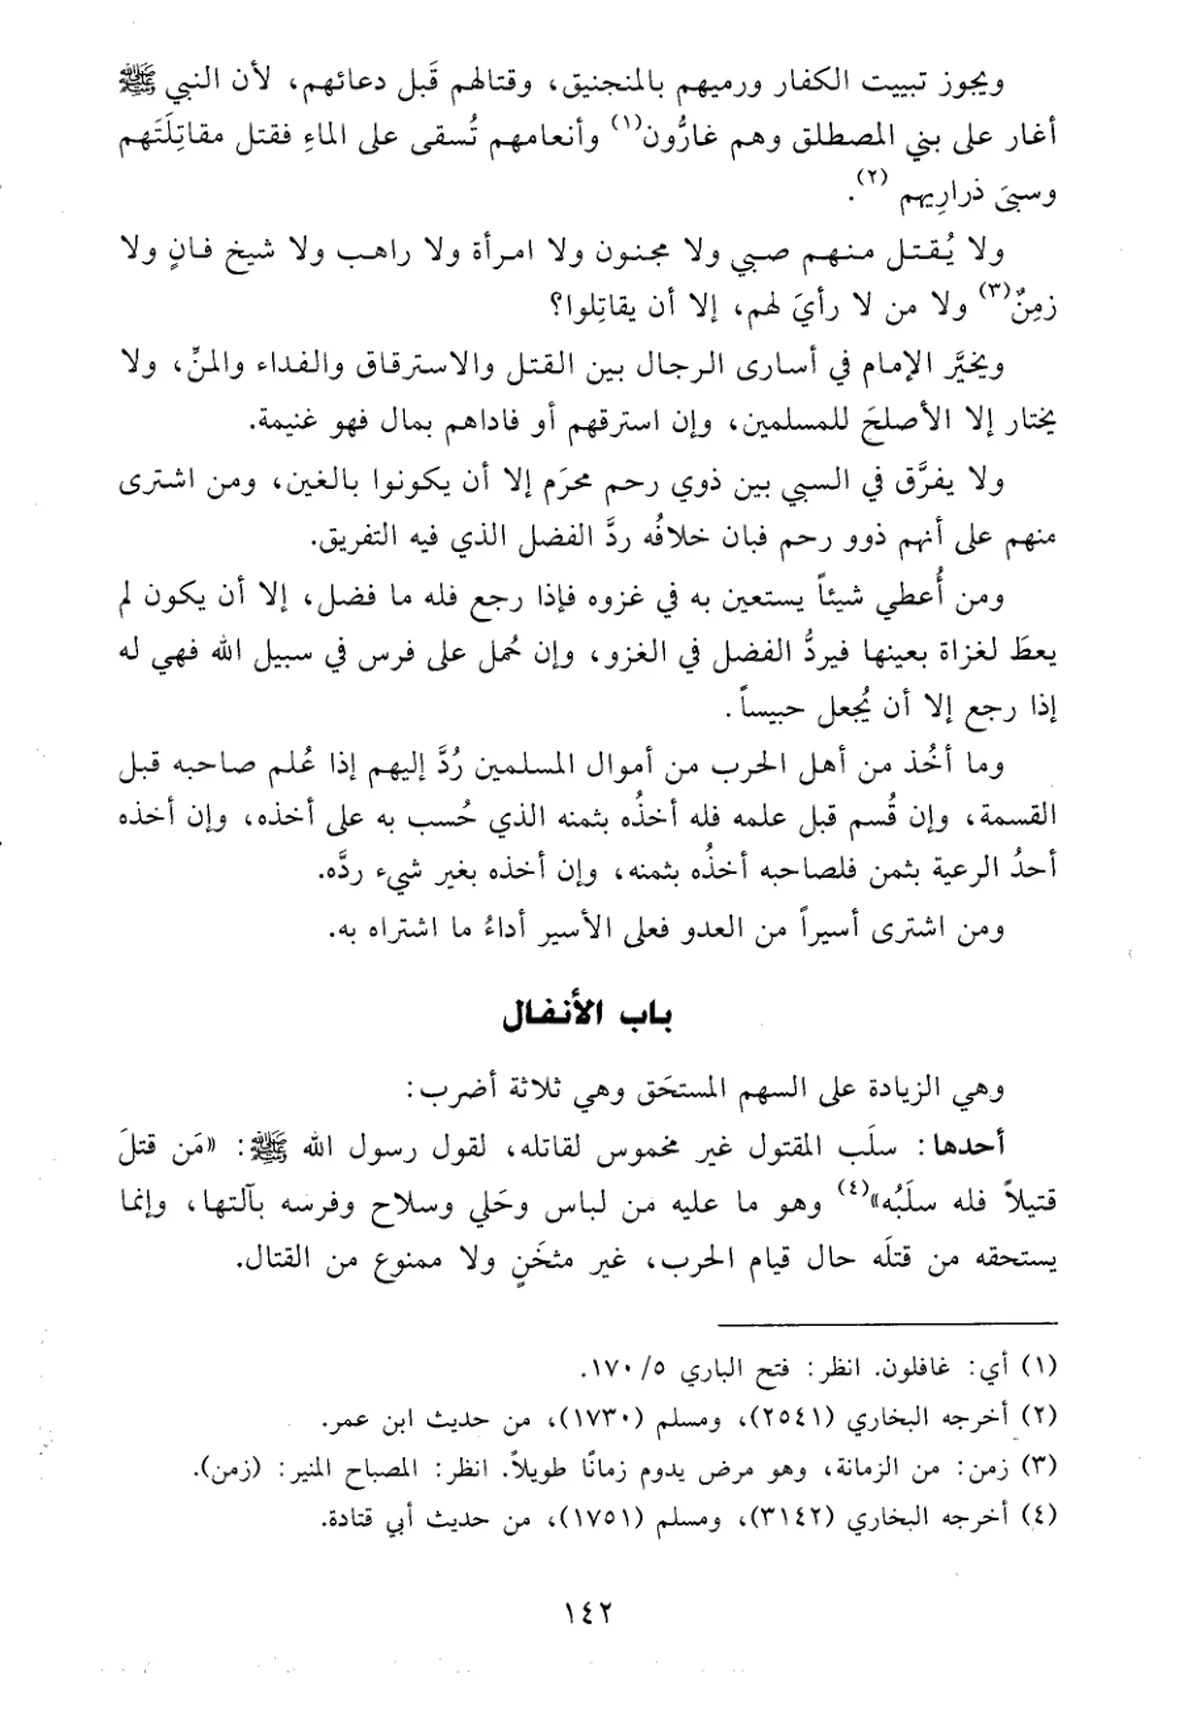 ويجوز تبييت الكفار ورميهم بالمنجنيق، وقتالهم قَبل دعائهم، لأن النبي ﷺ
أغار على بني المصطلق وهم غارُّون(١) وأنعامهم تُسقى على الماءِ فقتل مقاتِلَتَهم
وسبىَ ذرارِيهم (٢).
ولا يُقتل منهم صبي ولا مجنون ولا امرأة ولا راهب ولا شيخ فانٍ ولا
زمِنٌ(٣) ولا من لا رأيَ لهم، إلا أن يقاتِلوا؟
ويخيَّر الإمام في أسارى الرجال بين القتل والاسترقاق والفداء والمنِّ، ولا
يختار إلا الأصلحَ للمسلمين، وإن استرقهم أو فاداهم بمال فهو غنيمة.
ولا يفرَّق في السبي بين ذوي رحم محرَم إلا أن يكونوا بالغين، ومن اشترى
منهم على أنهم ذوو رحم فبان خلافُه ردَّ الفضل الذي فيه التفريق.
ومن أُعطي شيئاً يستعين به في غزوه فإذا رجع فله ما فضل، إلا أن يكون لم
يعطَ لغزاة بعينها فيردُّ الفضل في الغزو، وإن حُمل على فرس في سبيل الله فهي له
إذا رجع إلا أن يُجعل حبيساً.
وما أخُذ من أهل الحرب من أموال المسلمين رُدَّ إليهم إذا عُلم صاحبه قبل
القسمة، وإن قُسم قبل علمه فله أخذُه بثمنه الذي حُسب به على أخذه، وإن أخذه
أحدُ الرعية بثمن فلصاحبه أخذُه بثمنه، وإن أخذه بغير شيء ردَّه.
ومن اشترى أسيراً من العدو فعلى الأسير أداءُ ما اشتراه به.
باب الأنفال
وهي الزيادة على السهم المستحَق وهي ثلاثة أضرب:
أحدها: سلَب المقتول غير مخموس لقاتله، لقول رسول الله ﷺ: «مَن قتلَ
قتيلاً فله سلَبُه»(٤) وهو ما عليه من لباس وحَلي وسلاح وفرسه بآلتها، وإنما
يستحقه من قتلَه حال قيام الحرب، غير مثخَنٍ ولا ممنوع من القتال.
(١) أي: غافلون. انظر: فتح الباري ٥/ ١٧٠.
(٢) أخرجه البخاري (٢٥٤١)، ومسلم (١٧٣٠)، من حديث ابن عمر.
(٣) زمن: من الزمانة، وهو مرض يدوم زمانًا طويلاً. انظر: المصباح المنير: (زمن).
(٤) أخرجه البخاري (٣١٤٢)، ومسلم (١٧٥١)، من حديث أبي قتادة.
١٤٢